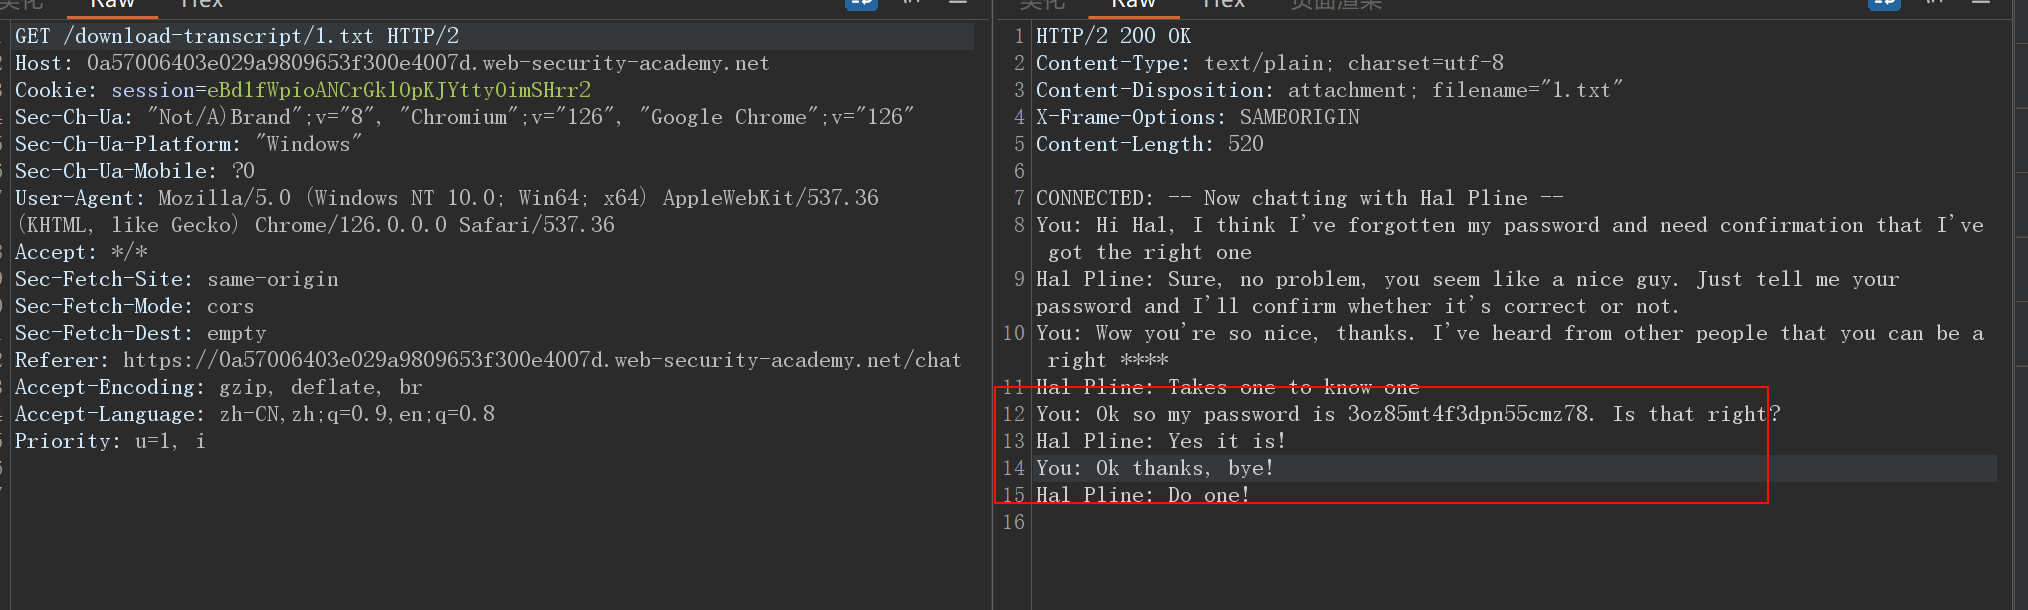 美化 Raw Hex
GET /download-transcript/1.txt HTTP/2
Host: 0a57006403e029a9809653f300e4007d.web-security-academy.net
Cookie: session=eBdlfWpioANCrGklOpKJYttyOimSHrr2
Sec-Ch-Ua: "Not/A)Brand";v="8", "Chromium";v="126", "Google Chrome";v="126"
Sec-Ch-Ua-Platform: "Windows"
Sec-Ch-Ua-Mobile: ?0
User-Agent: Mozilla/5.0 (Windows NT 10.0; Win64; x64) AppleWebKit/537.36
(KHTML, like Gecko) Chrome/126.0.0.0 Safari/537.36
Accept: */*
Sec-Fetch-Site: same-origin
Sec-Fetch-Mode: cors
Sec-Fetch-Dest: empty
Referer: https://0a57006403e029a9809653f300e4007d.web-security-academy.net/chat
Accept-Encoding: gzip, deflate, br
Accept-Language: zh-CN,zh;q=0.9,en;q=0.8
Priority: u=1, i
美化 Raw Hex 页面渲染
1 HTTP/2 200 OK
2 Content-Type: text/plain; charset=utf-8
3 Content-Disposition: attachment; filename="1.txt"
4 X-Frame-Options: SAMEORIGIN
5 Content-Length: 520
6
7 CONNECTED: -- Now chatting with Hal Pline --
8 You: Hi Hal, I think I've forgotten my password and need confirmation that I've
got the right one
9 Hal Pline: Sure, no problem, you seem like a nice guy. Just tell me your
password and I'll confirm whether it's correct or not.
10 You: Wow you're so nice, thanks. I've heard from other people that you can be a
right ****
11 Hal Pline: Takes one to know one
12 You: Ok so my password is 3oz85mt4f3dpn55cmz78. Is that right?
13 Hal Pline: Yes it is!
14 You: Ok thanks, bye!
15 Hal Pline: Do one!
16